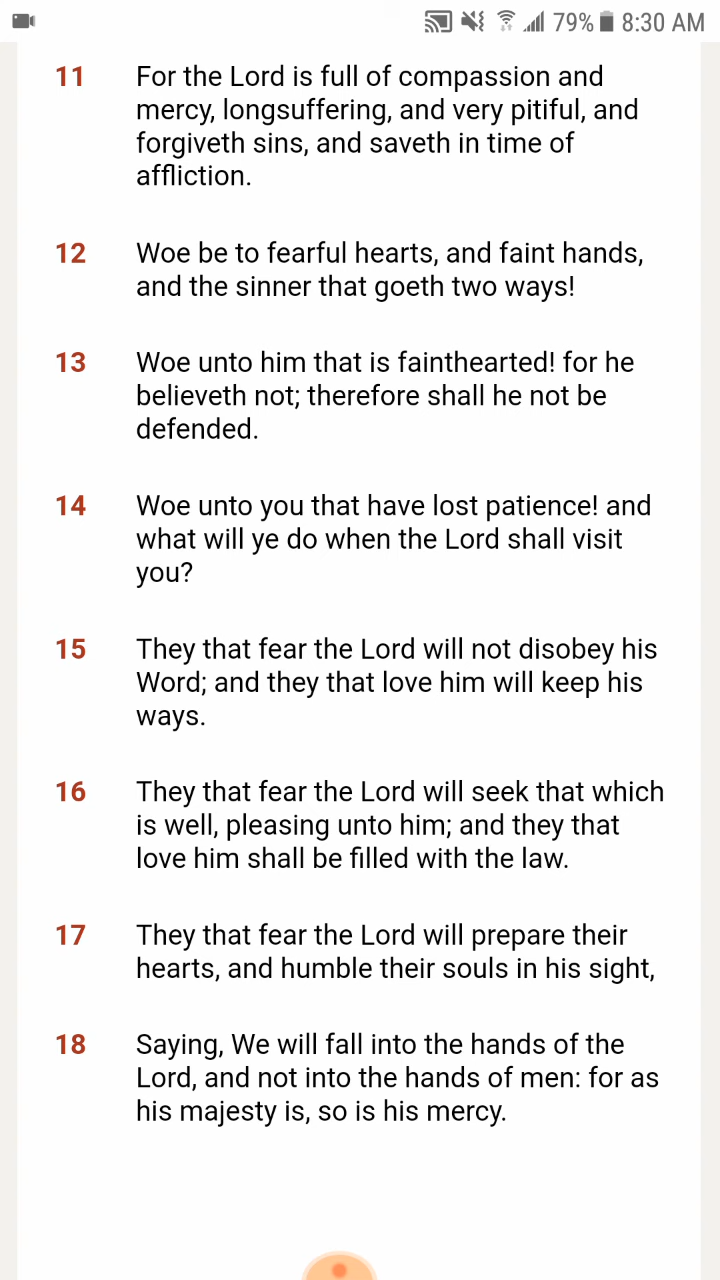 79% 8:30 AM
11 For the Lord is full of compassion and
mercy, longsuffering, and very pitiful, and
forgiveth sins, and saveth in time of
affliction.
12 Woe be to fearful hearts, and faint hands,
and the sinner that goeth two ways!
13 Woe unto him that is fainthearted! for he
believeth not; therefore shall he not be
defended.
14 Woe unto you that have lost patience! and
what will ye do when the Lord shall visit
you?
15 They that fear the Lord will not disobey his
Word; and they that love him will keep his
ways.
16 They that fear the Lord will seek that which
is well, pleasing unto him; and they that
love him shall be filled with the law.
17 They that fear the Lord will prepare their
hearts, and humble their souls in his sight,
18 Saying, We will fall into the hands of the
Lord, and not into the hands of men: for as
his majesty is, so is his mercy.